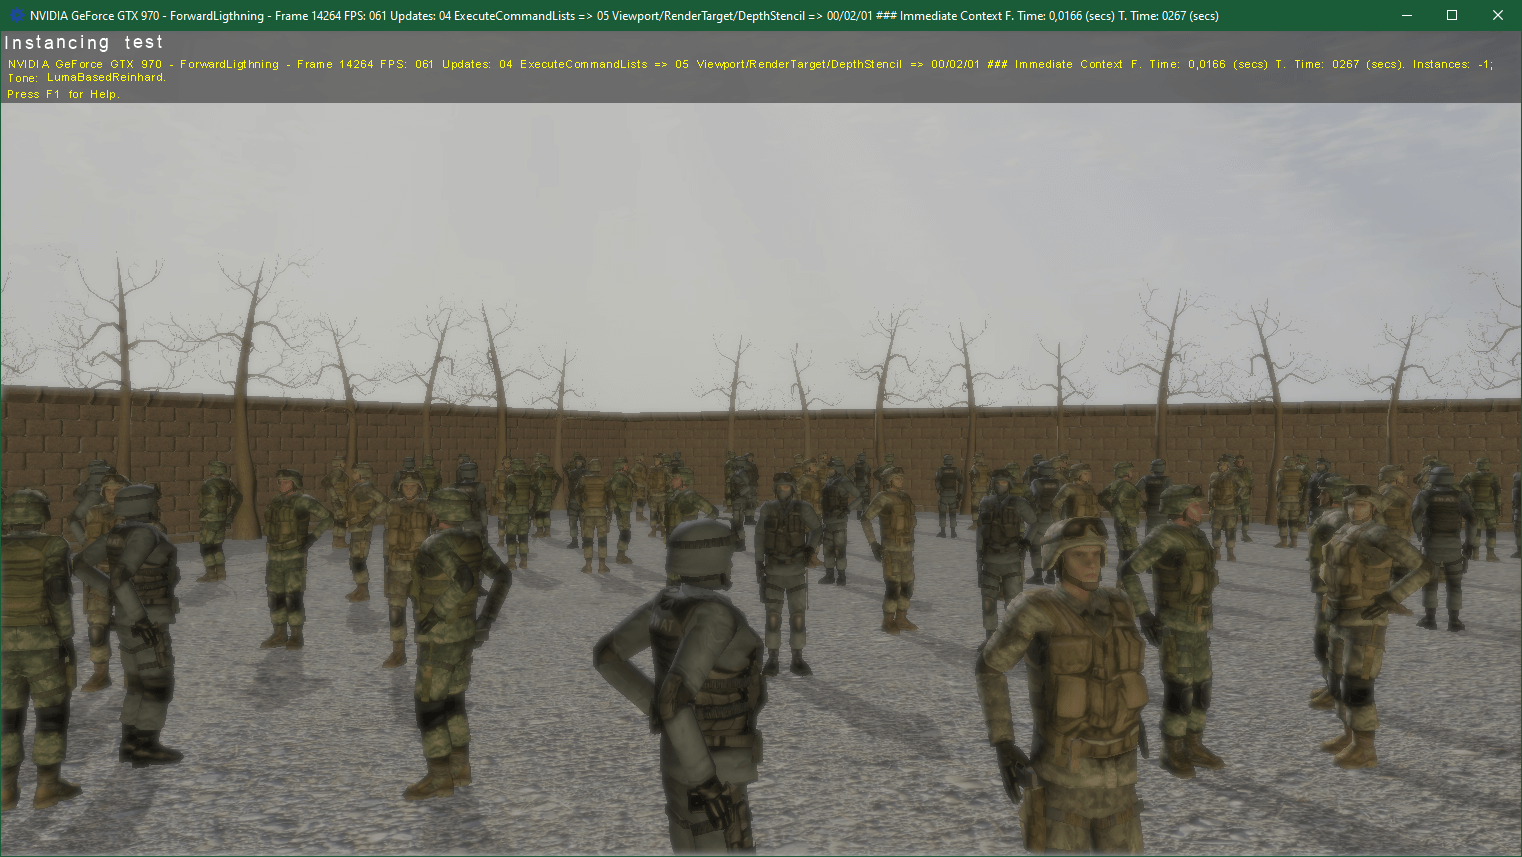 NVIDIA GeForce GTX 970 - ForwardLigthning - Frame 14264 FPS: 061 Updates: 04 ExecuteCommandLists => 05 Viewport/RenderTarget/DepthStencil => 00/02/01 ### Immediate Context F. Time: 0,0166 (secs) T. Time: 0267 (secs)
Instancing test
NVIDIA GeForce GTX 970 - ForwardLigthning - Frame 14264 FPS: 061 Updates: 04 ExecuteCommandLists => 05 Viewport/RenderTarget/DepthStencil => 00/02/01 ### Immediate Context F. Time: 0,0166 (secs) T. Time: 0267 (secs). Instances: -1;
Tone: LumaBasedReinhard.
Press F1 for Help.